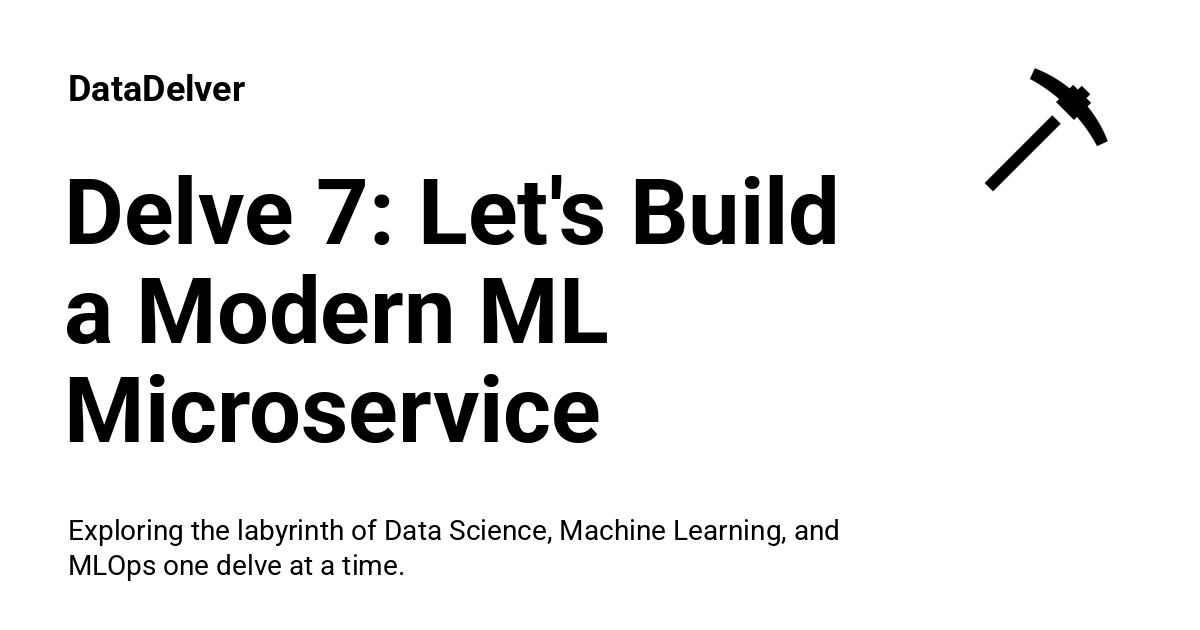 DataDelver
Delve 7: Let's Build
a Modern ML
Microservice
Exploring the labyrinth of Data Science, Machine Learning, and
MLOps one delve at a time.